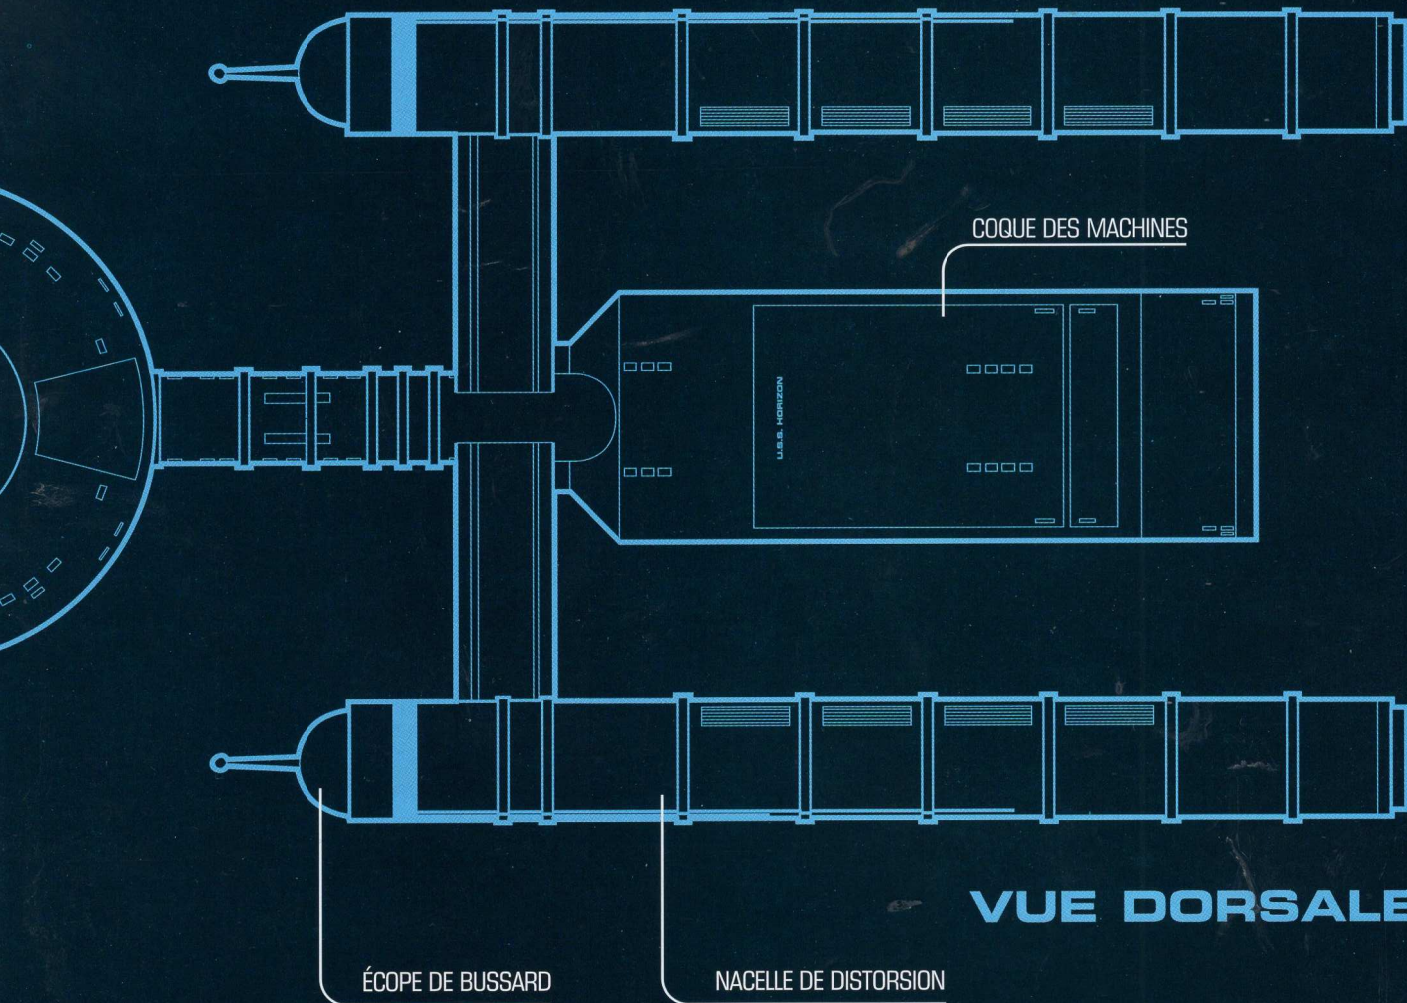 COQUE DES MACHINES
U.S.S. HORIZON
VUE DORSALE
ÉCOPE DE BUSSARD
NACELLE DE DISTORSION